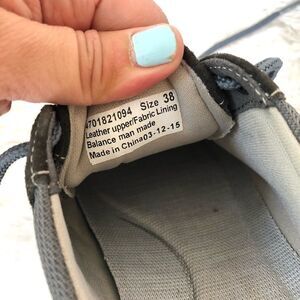 #701821094 Size 38
Leather upper/Fabric Lining
Balance man made
Made in China03-12-15